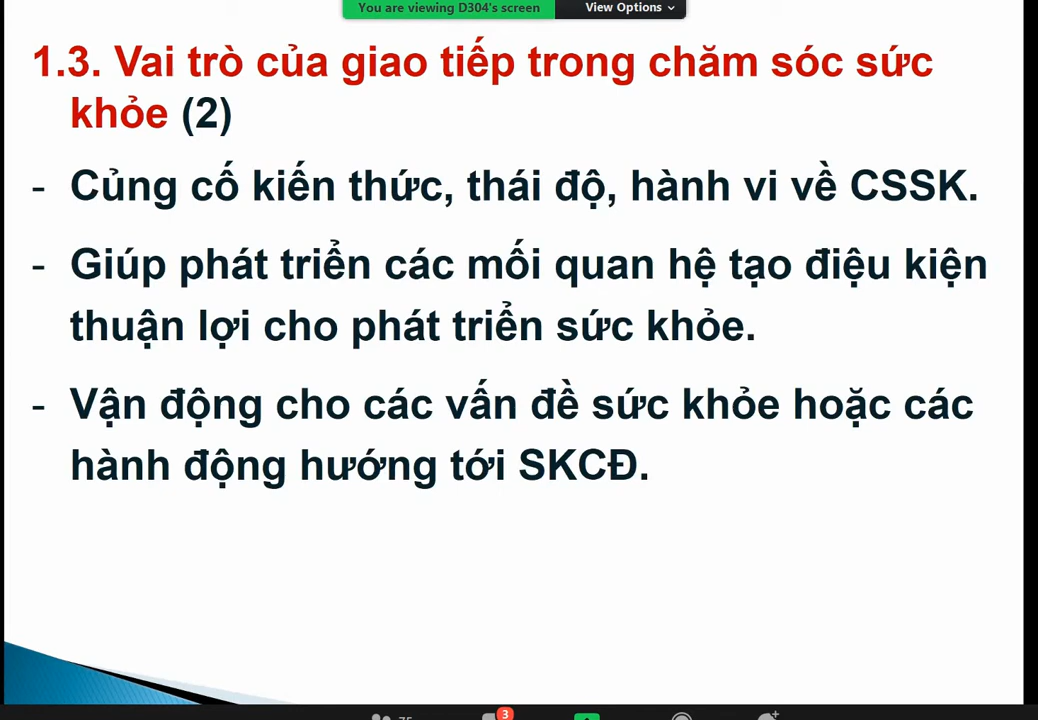 You are viewing D304's screen View Options
1.3. Vai trò của giao tiếp trong chăm sóc sức
khỏe (2)
- Củng cố kiến thức, thái độ, hành vi về CSSK.
- Giúp phát triển các mối quan hệ tạo điệu kiện
thuận lợi cho phát triển sức khỏe.
- Vận động cho các vấn đề sức khỏe hoặc các
hành động hướng tới SKCĐ.
3